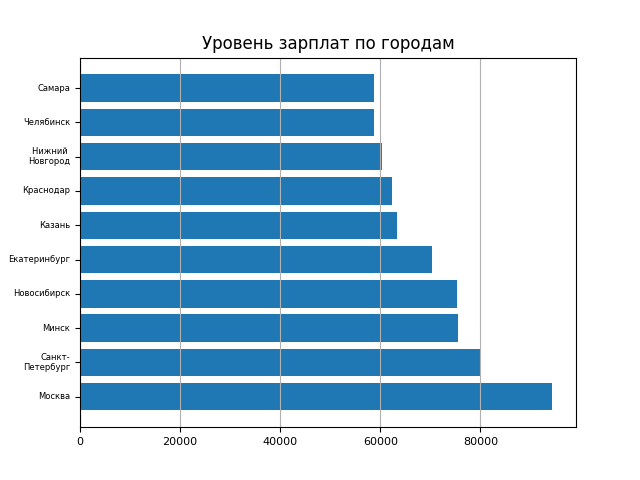 Уровень зарплат по городам
Самара
Челябинск
Нижний
Новгород
Краснодар
Казань
Екатеринбург
Новосибирск
Минск
Санкт-
Петербург
Москва
0 20000 40000 60000 80000